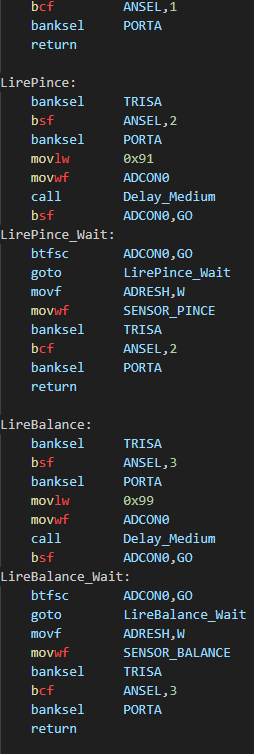 bcf ANSEL,1
banksel PORTA
return
LirePince:
banksel TRISA
bsf ANSEL,2
banksel PORTA
movlw 0x91
movwf ADCON0
call Delay_Medium
bsf ADCON0,GO
LirePince_Wait:
btfsc ADCON0,GO
goto LirePince_Wait
movf ADRESH,W
movwf SENSOR_PINCE
banksel TRISA
bcf ANSEL,2
banksel PORTA
return
LireBalance:
banksel TRISA
bsf ANSEL,3
banksel PORTA
movlw 0x99
movwf ADCON0
call Delay_Medium
bsf ADCON0,GO
LireBalance_Wait:
btfsc ADCON0,GO
goto LireBalance_Wait
movf ADRESH,W
movwf SENSOR_BALANCE
banksel TRISA
bcf ANSEL,3
banksel PORTA
return